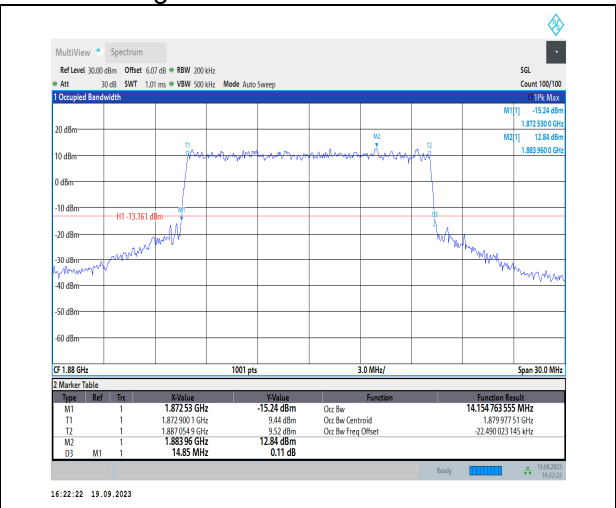 MultiView Spectrum
Ref Level 30.00 dBm Offset 6.07 dB RBW 200 kHz SGL
Att 30 dB SWT 1.01 ms VBW 500 kHz Mode Auto Sweep Count 100/100
1 Occupied Bandwidth 1Pk Max
M1[1] -15.24 dBm
1.872 530 0 GHz
M2[1] 12.84 dBm
1.883 960 0 GHz
20 dBm
M2
T1 T2
10 dBm
0 dBm
-10 dBm
M1
D3
H1 -13.161 dBm
-20 dBm
-30 dBm
-40 dBm
-50 dBm
-60 dBm
CF 1.88 GHz 1001 pts 3.0 MHz/ Span 30.0 MHz
2 Marker Table
Type Ref Trc X-Value Y-Value Function Function Result
M1 1 1.872 53 GHz -15.24 dBm Occ Bw 14.154 763 555 MHz
T1 1 1.872 900 1 GHz 9.44 dBm Occ Bw Centroid 1.879 977 51 GHz
T2 1 1.887 054 9 GHz 9.52 dBm Occ Bw Freq Offset -22.490 023 145 kHz
M2 1 1.883 96 GHz 12.84 dBm
D3 M1 1 14.85 MHz 0.11 dB
Ready 19.09.2023
16:22:22
16:22:22 19.09.2023